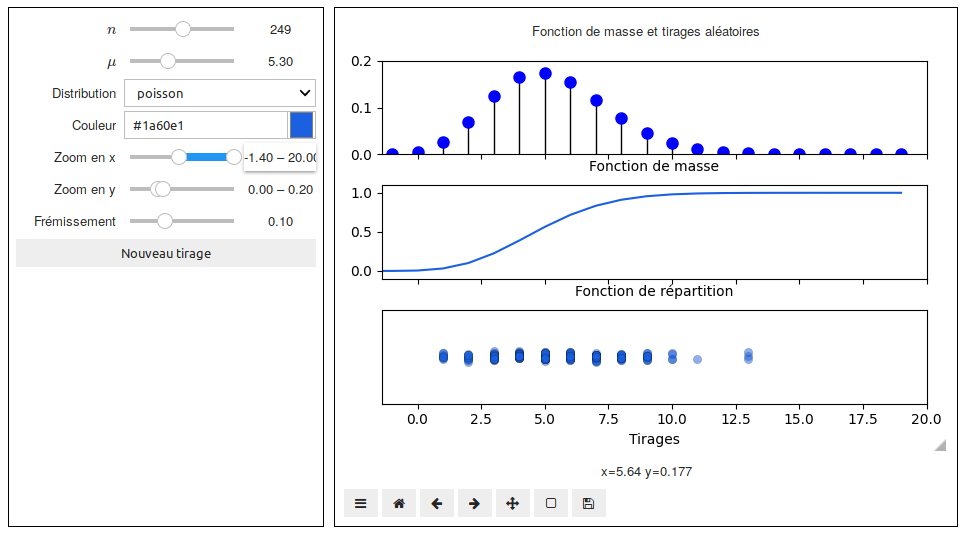 n 249
μ 5.30
Distribution poisson
Couleur #1a60e1
Zoom en x -1.40 – 20.00
Zoom en y 0.00 – 0.20
Frémissement 0.10
Nouveau tirage
Fonction de masse et tirages aléatoires
0.2
0.1
0.0
Fonction de masse
1.0
0.5
0.0
Fonction de répartition
0.0 2.5 5.0 7.5 10.0 12.5 15.0 17.5 20.0
Tirages
x=5.64 y=0.177